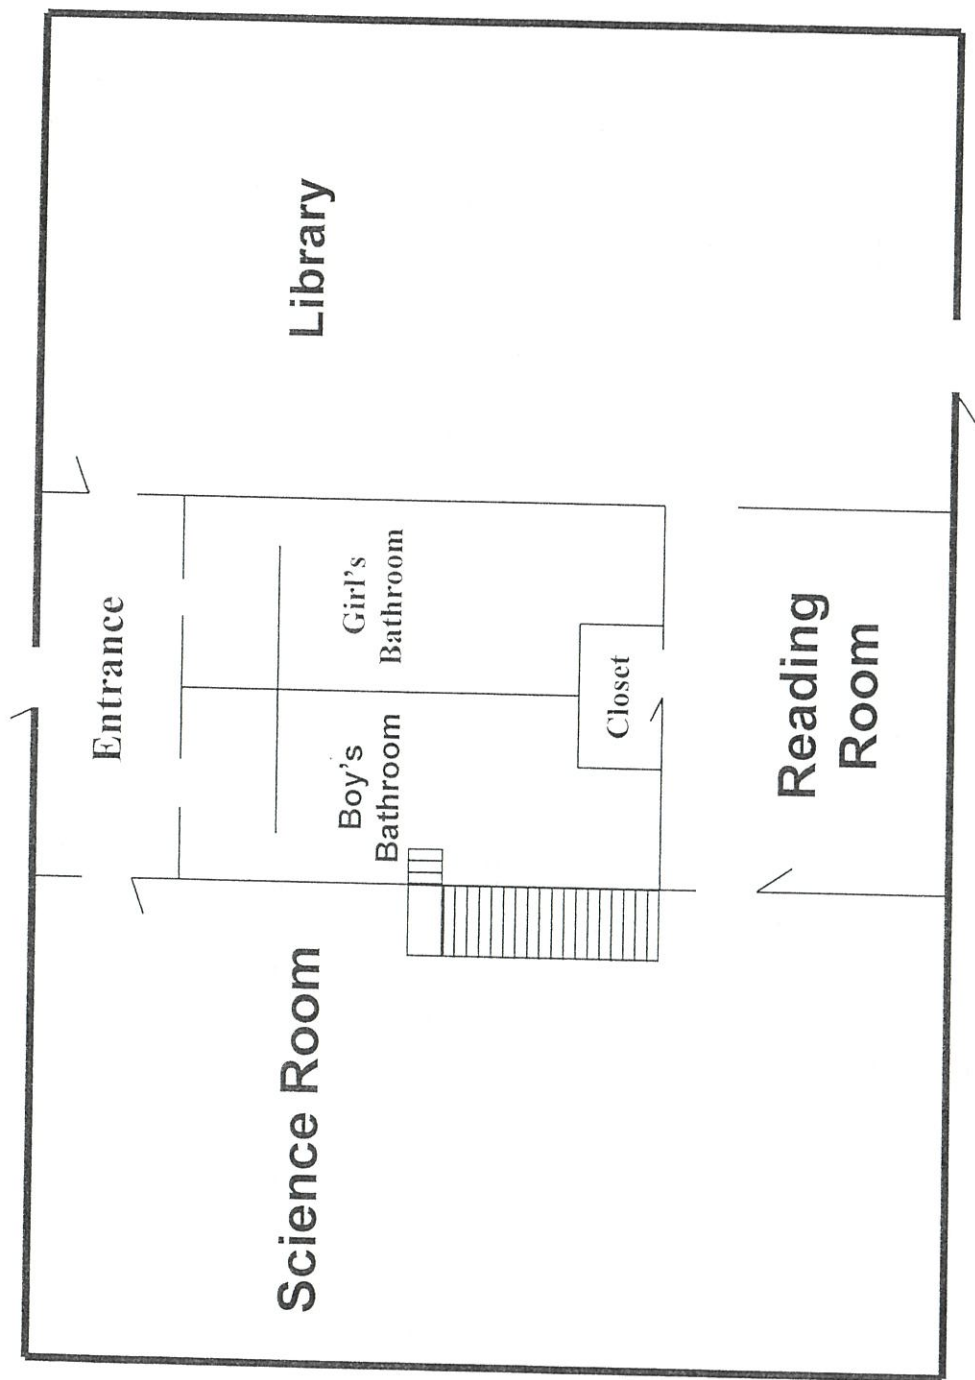 Entrance
Science Room
Library
Boy's
Bathroom
Girl's
Bathroom
Closet
Reading
Room